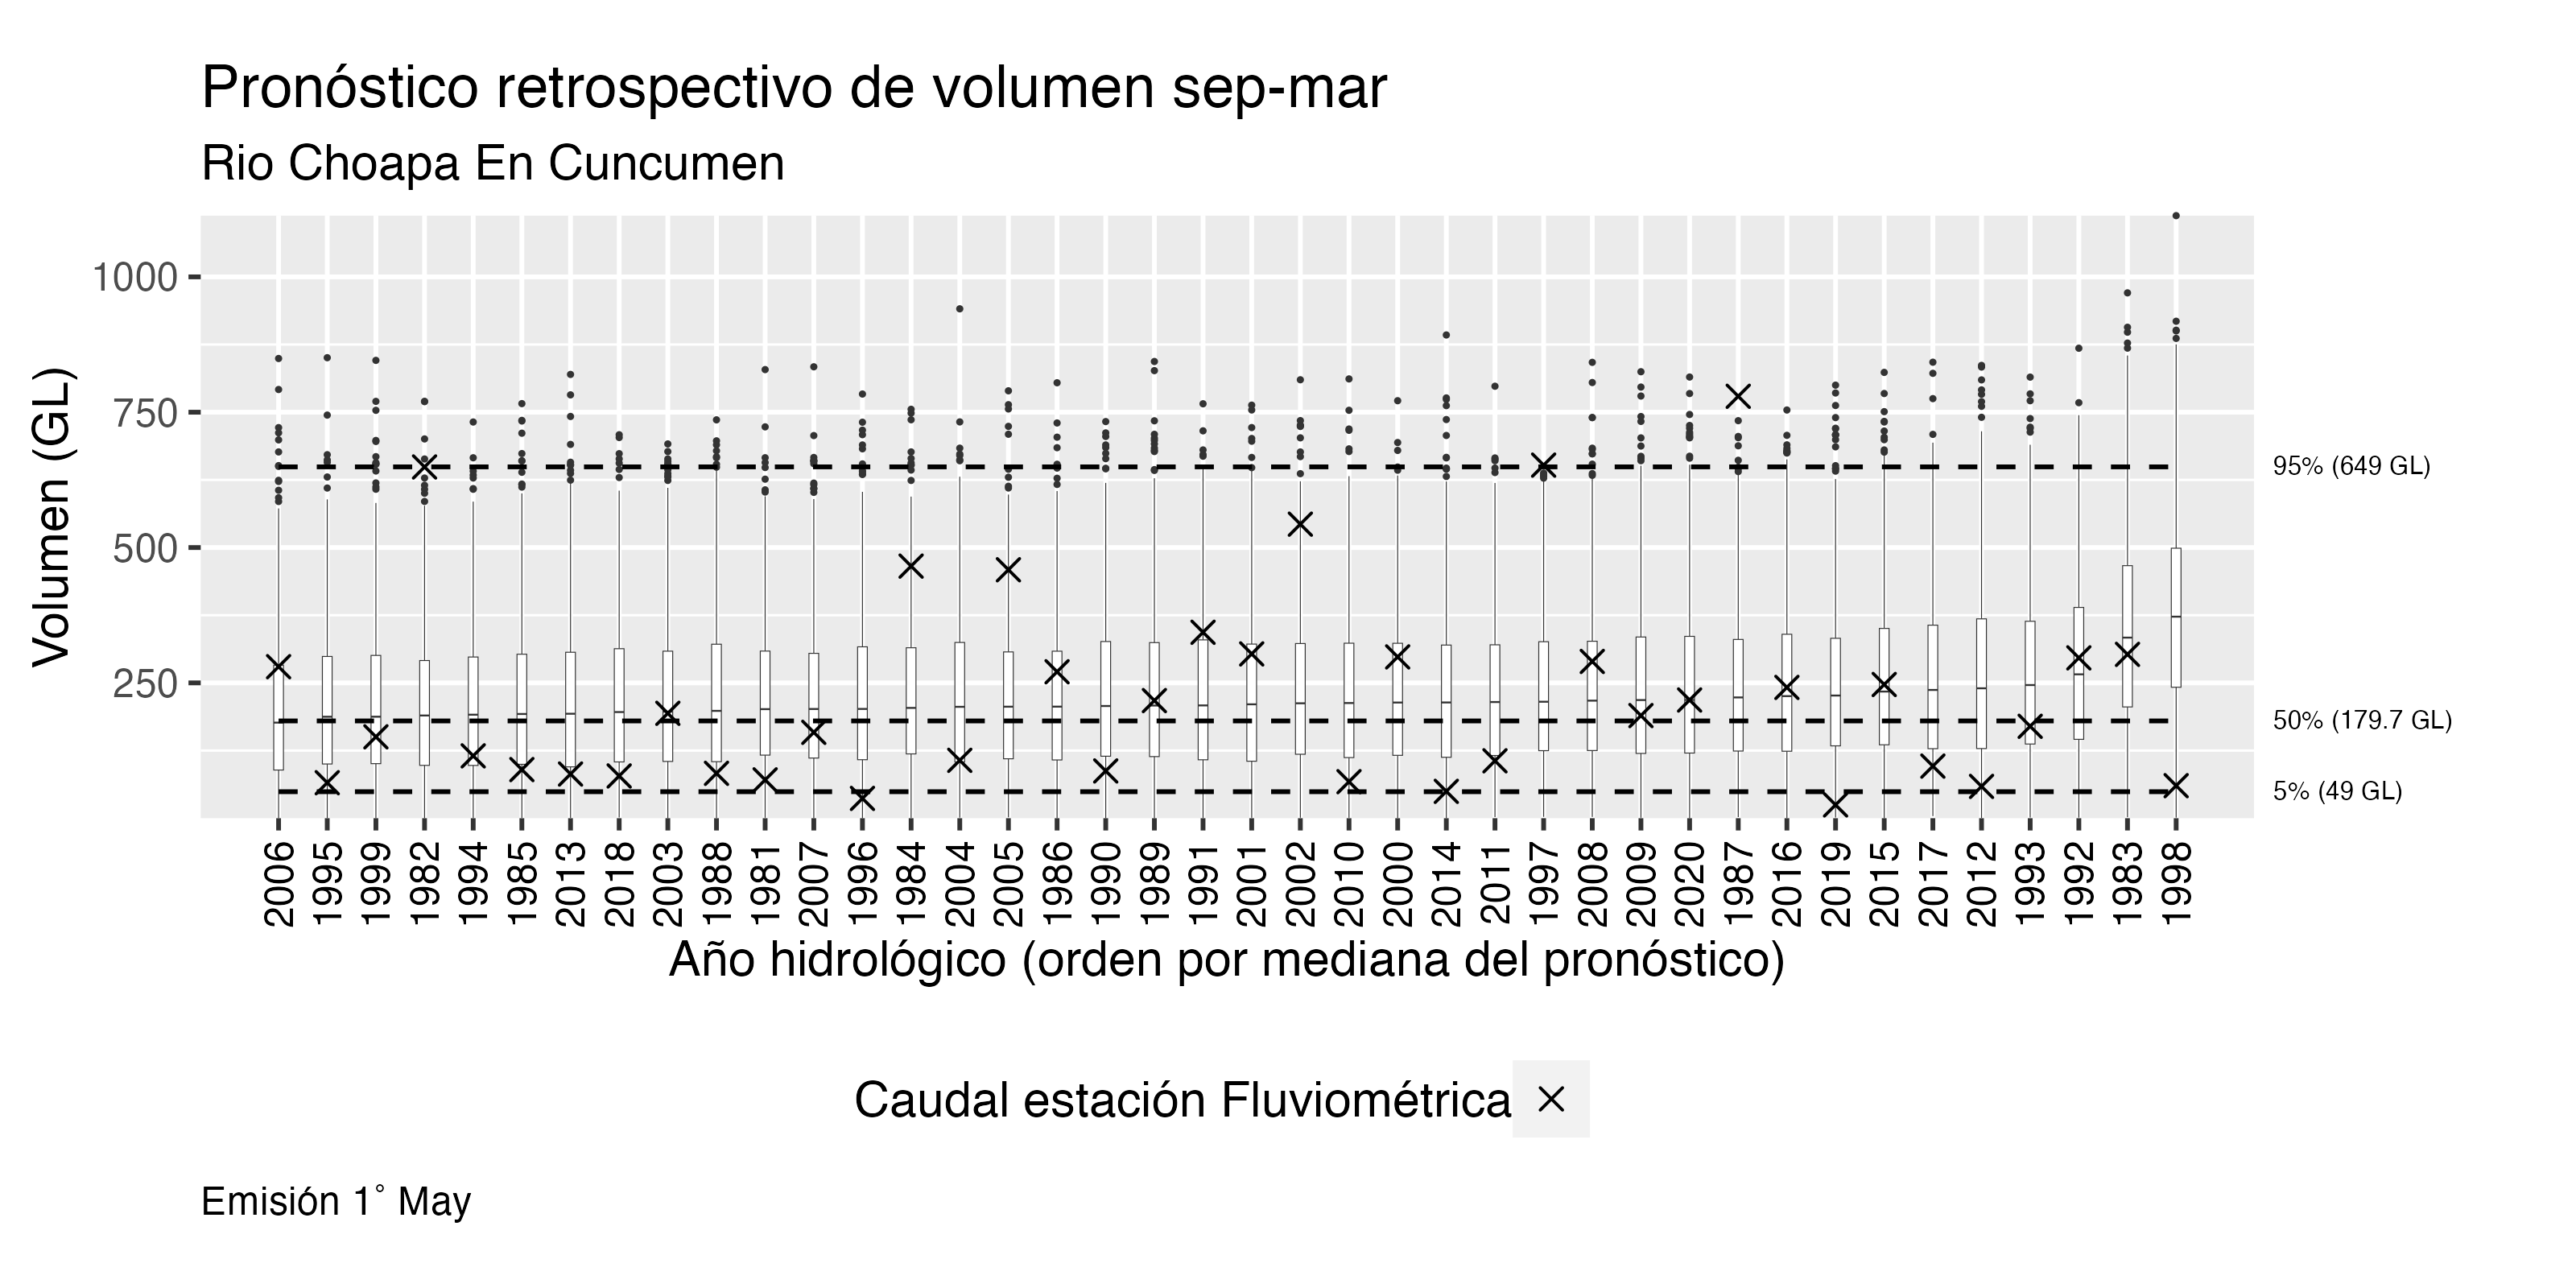 Pronóstico retrospectivo de volumen sep-mar
Rio Choapa En Cuncumen
Volumen (GL)
1000
750
500
250
95% (649 GL)
50% (179.7 GL)
5% (49 GL)
2006 1995 1999 1982 1994 1985 2013 2018 2003 1988 1981 2007 1996 1984 2004 2005 1986 1990 1989 1991 2001 2002 2010 2000 2014 2011 1997 2008 2009 2020 1987 2016 2019 2015 2017 2012 1993 1992 1983 1998
Año hidrológico (orden por mediana del pronóstico)
Caudal estación Fluviométrica
Emisión 1° May